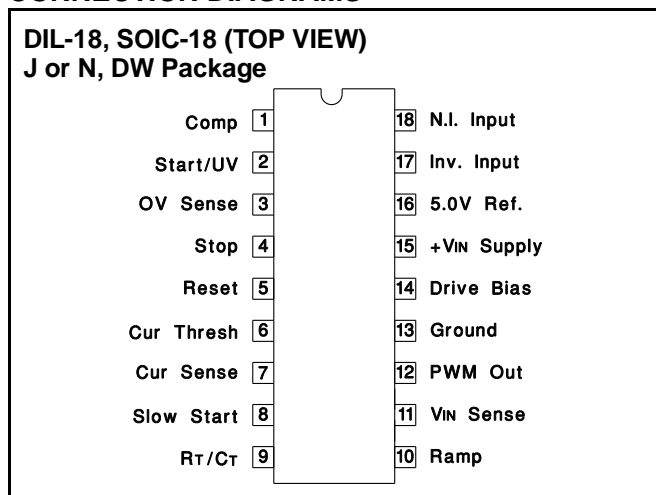 DIL-18, SOIC-18 (TOP VIEW)
J or N, DW Package
Comp 1
Start/UV 2
OV Sense 3
Stop 4
Reset 5
Cur Thresh 6
Cur Sense 7
Slow Start 8
RT/CT 9
18 N.I. Input
17 Inv. Input
16 5.0V Ref.
15 +VIN Supply
14 Drive Bias
13 Ground
12 PWM Out
11 VIN Sense
10 Ramp